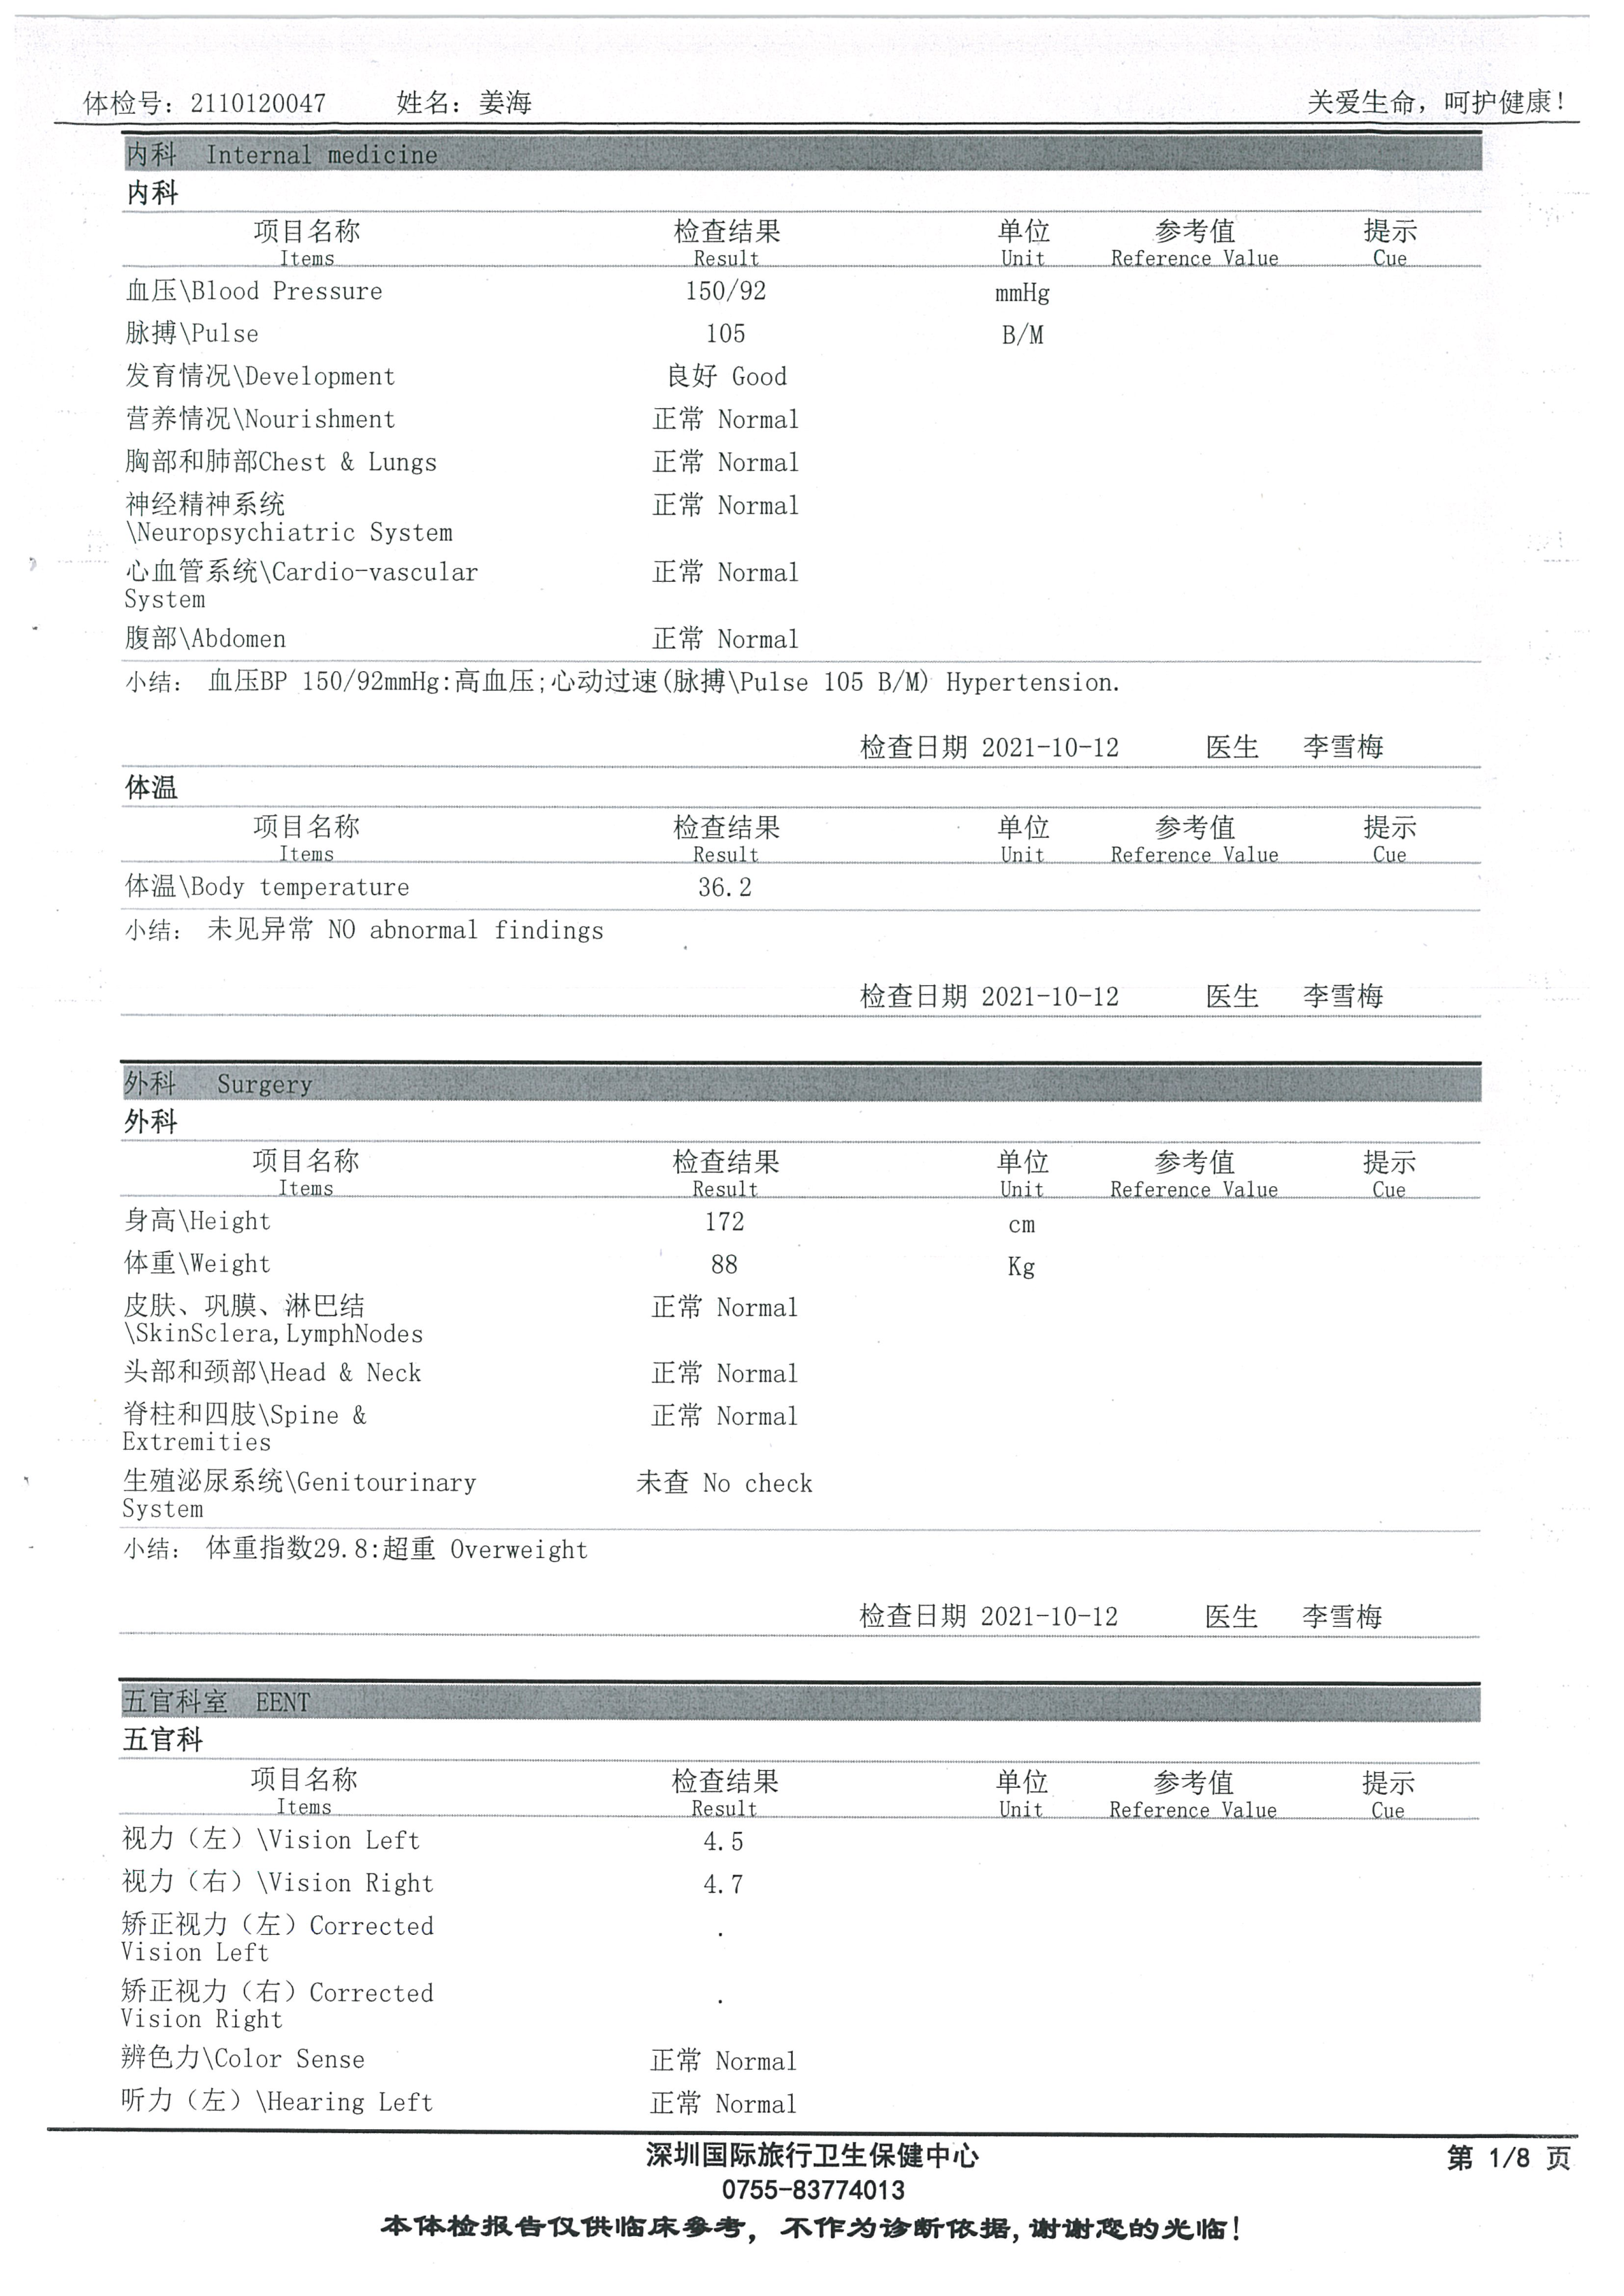 体检号: 2110120047 姓名: 姜海 关爱生命, 呵护健康!
内科 Internal medicine
内科
项目名称 检查结果 单位 参考值 提示
Items Result Unit Reference Value Cue
血压\Blood Pressure 150/92 mmHg
脉搏\Pulse 105 B/M
发育情况\Development 良好 Good
营养情况\Nourishment 正常 Normal
胸部和肺部Chest & Lungs 正常 Normal
神经精神系统 正常 Normal
\Neuropsychiatric System
心血管系统\Cardio-vascular 正常 Normal
System
腹部\Abdomen 正常 Normal
小结: 血压BP 150/92mmHg:高血压;心动过速(脉搏\Pulse 105 B/M) Hypertension.
检查日期 2021-10-12 医生 李雪梅
体温
项目名称 检查结果 单位 参考值 提示
Items Result Unit Reference Value Cue
体温\Body temperature 36.2
小结: 未见异常 NO abnormal findings
检查日期 2021-10-12 医生 李雪梅
外科 Surgery
外科
项目名称 检查结果 单位 参考值 提示
Items Result Unit Reference Value Cue
身高\Height 172 cm
体重\Weight 88 Kg
皮肤、巩膜、淋巴结 正常 Normal
\SkinSclera,LymphNodes
头部和颈部\Head & Neck 正常 Normal
脊柱和四肢\Spine & 正常 Normal
Extremities
生殖泌尿系统\Genitourinary 未查 No check
System
小结: 体重指数29.8:超重 Overweight
检查日期 2021-10-12 医生 李雪梅
五官科室 EENT
五官科
项目名称 检查结果 单位 参考值 提示
Items Result Unit Reference Value Cue
视力（左）\Vision Left 4.5
视力（右）\Vision Right 4.7
矫正视力（左）Corrected .
Vision Left
矫正视力（右）Corrected .
Vision Right
辨色力\Color Sense 正常 Normal
听力（左）\Hearing Left 正常 Normal
深圳国际旅行卫生保健中心 第 1/8 页
0755-83774013
本体检报告仅供临床参考, 不作为诊断依据, 谢谢您的光临!